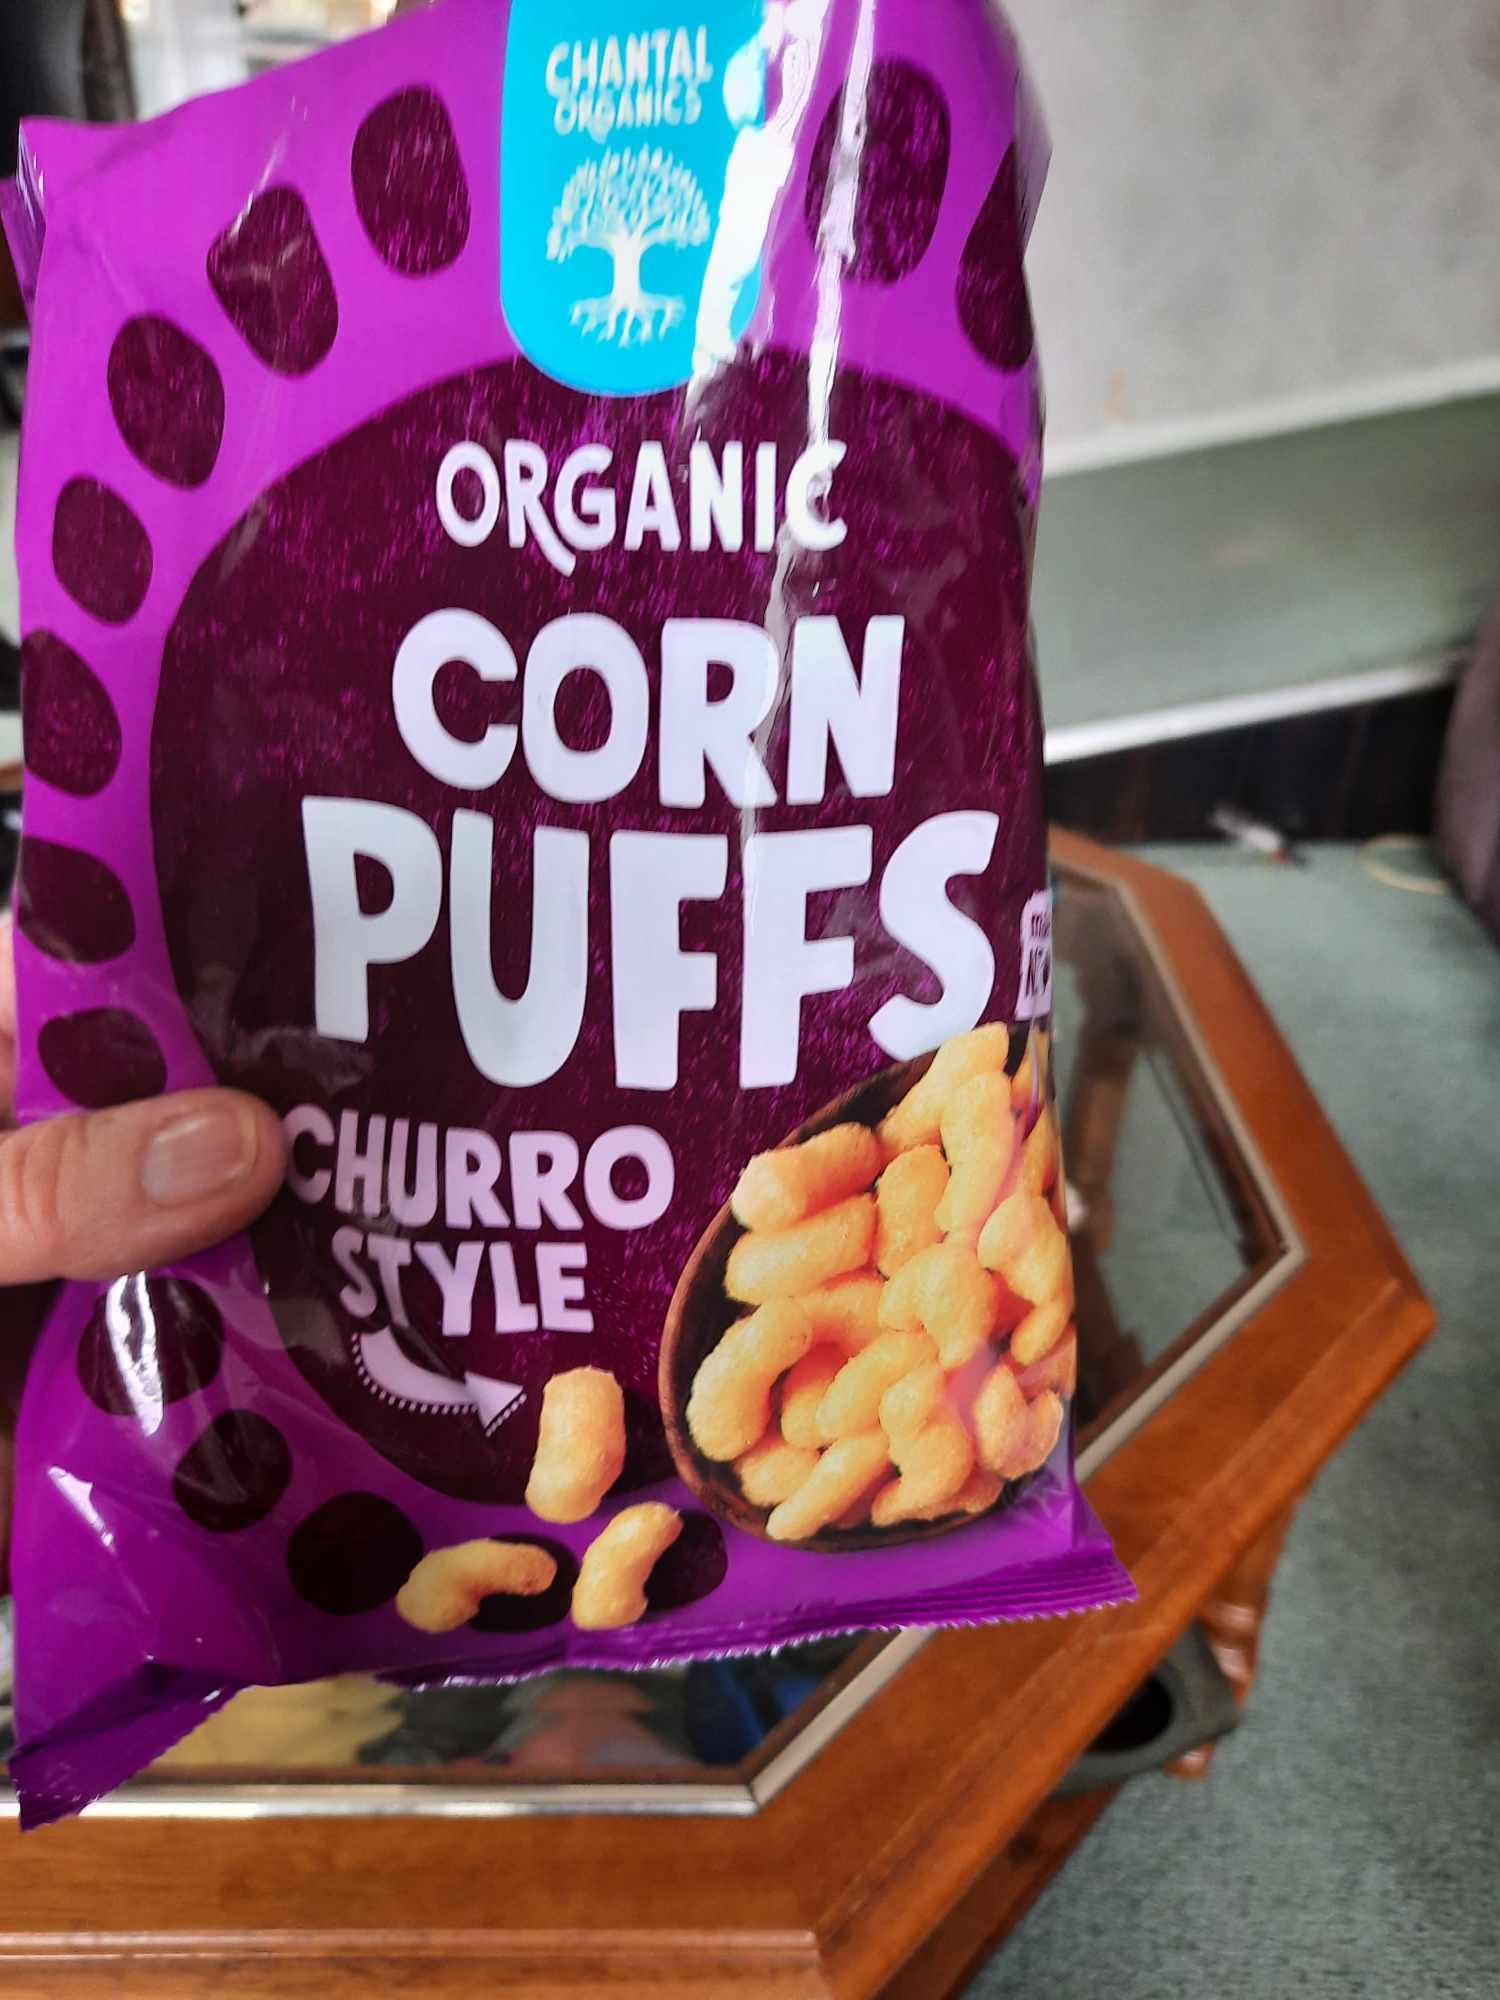 CHANTAL
ORGANICS
ORGANIC
CORN
PUFFS
CHURRO
STYLE